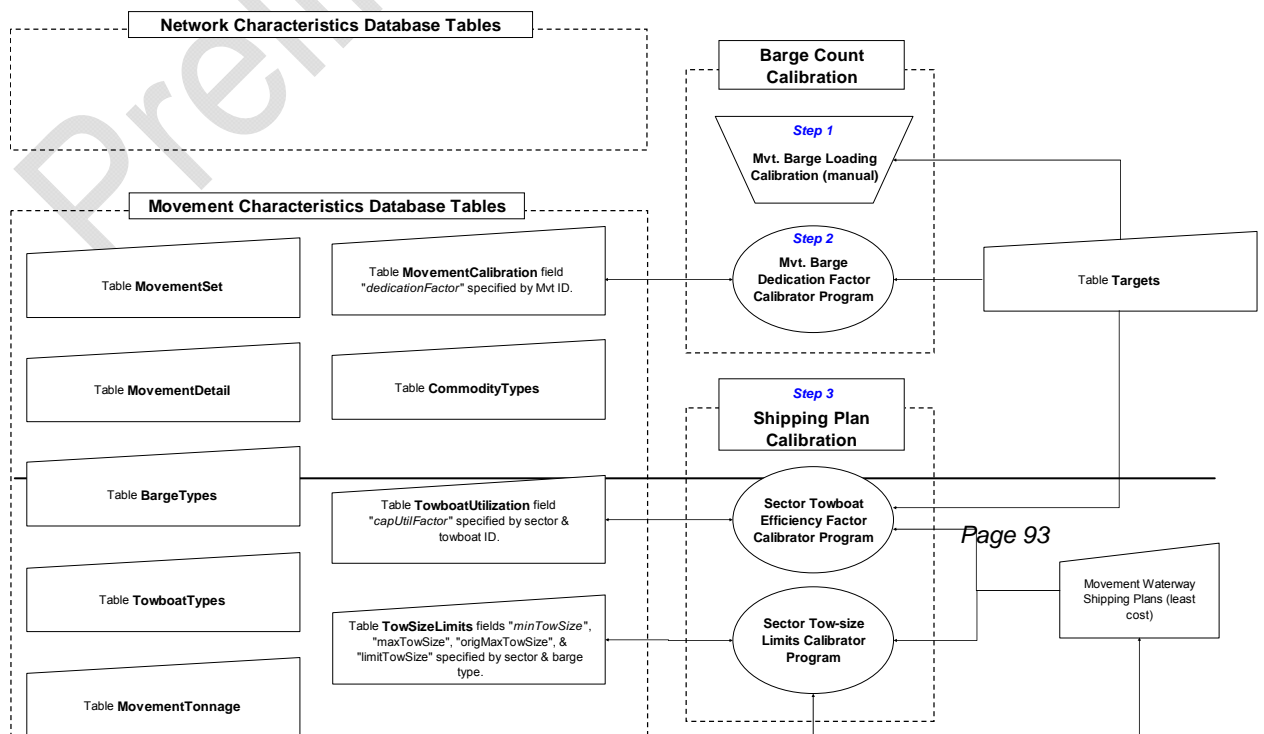 Preli
Network Characteristics Database Tables
Barge Count
Calibration
Step 1
Mvt. Barge Loading
Calibration (manual)
Step 2
Mvt. Barge
Dedication Factor
Calibrator Program
Table Targets
Movement Characteristics Database Tables
Table MovementSet
Table MovementCalibration field
"dedicationFactor" specified by Mvt ID.
Table MovementDetail
Table CommodityTypes
Step 3
Shipping Plan
Calibration
Table BargeTypes
Table TowboatUtilization field
"capUtilFactor" specified by sector &
towboat ID.
Sector Towboat
Efficiency Factor
Calibrator Program
Page 93
Table TowboatTypes
Table TowSizeLimits fields "minTowSize",
"maxTowSize", "origMaxTowSize", &
"limitTowSize" specified by sector & barge
type.
Sector Tow-size
Limits Calibrator
Program
Movement Waterway
Shipping Plans (least
cost)
Table MovementTonnage